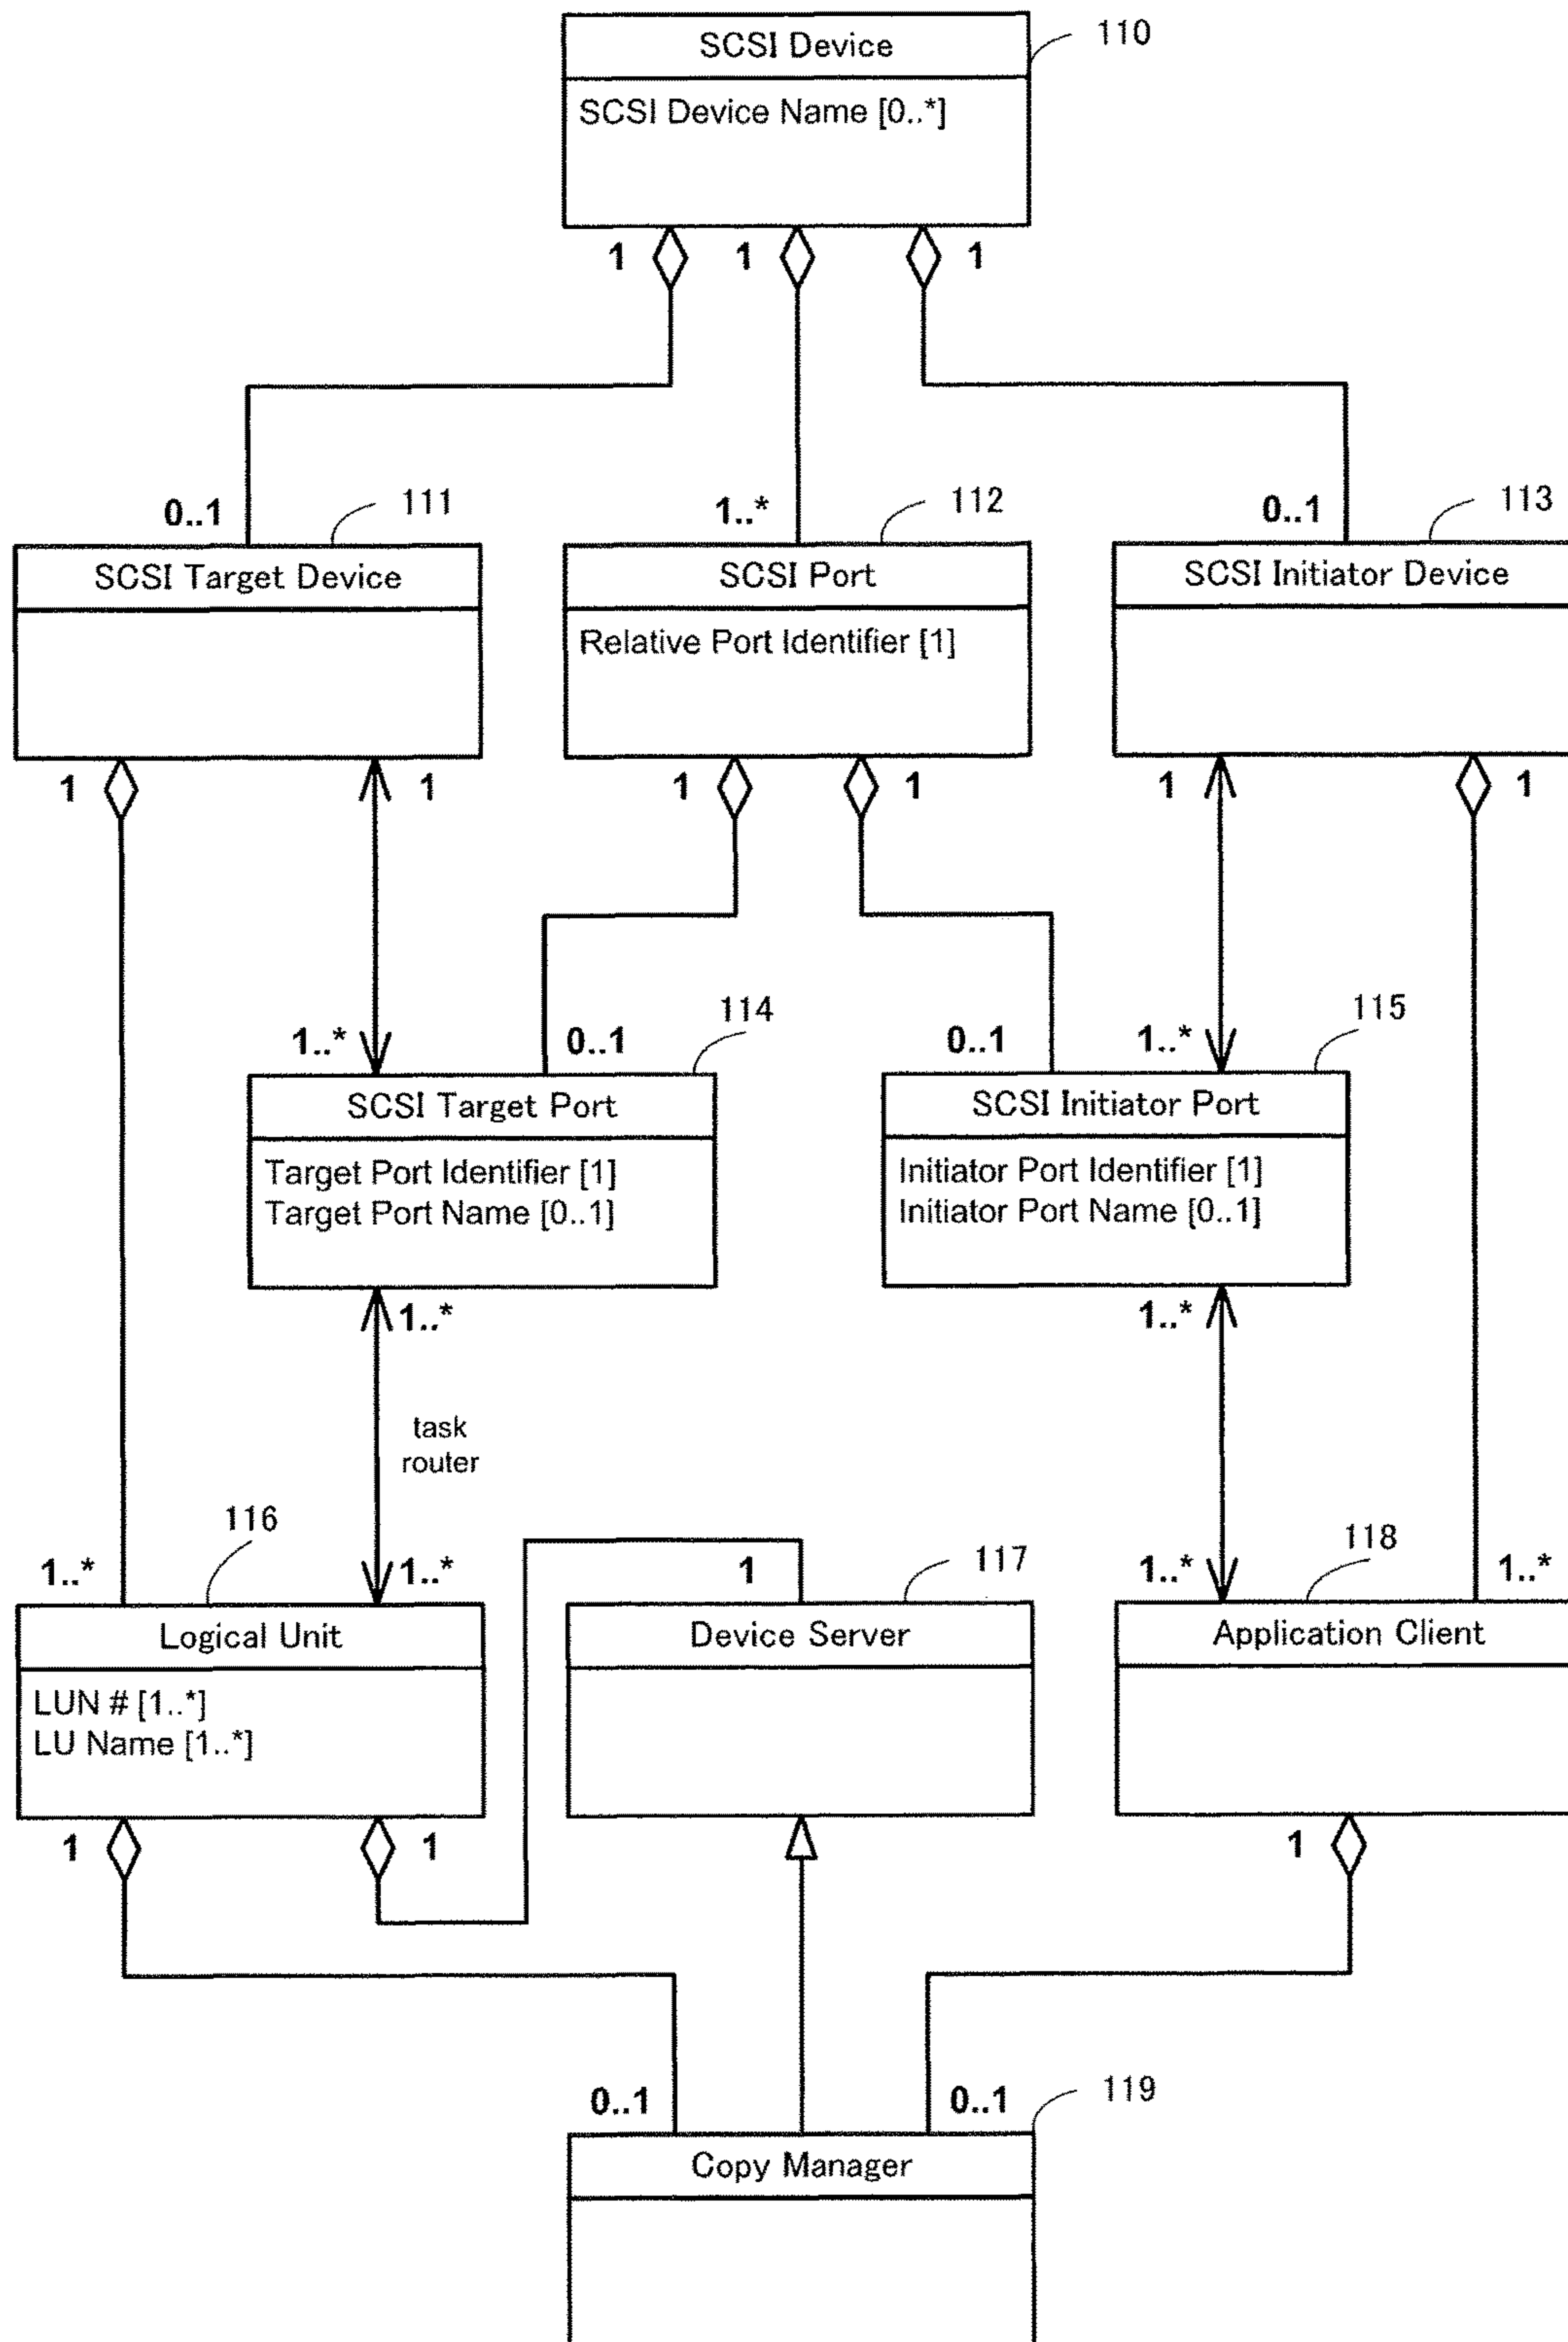 SCSI Device
110
SCSI Device Name [0..*]
1
1
1
0..1
111
1..*
112
0..1
113
SCSI Target Device
SCSI Port
SCSI Initiator Device
Relative Port Identifier [1]
1
1
1
1
1
1
1..*
0..1
114
0..1
1..*
115
SCSI Target Port
SCSI Initiator Port
Target Port Identifier [1]
Target Port Name [0..1]
Initiator Port Identifier [1]
Initiator Port Name [0..1]
1..*
1..*
task
router
1..*
116
1..*
1
117
1..*
118
1..*
Logical Unit
Device Server
Application Client
LUN # [1..*]
LU Name [1..*]
1
1
1
0..1
0..1
119
Copy Manager